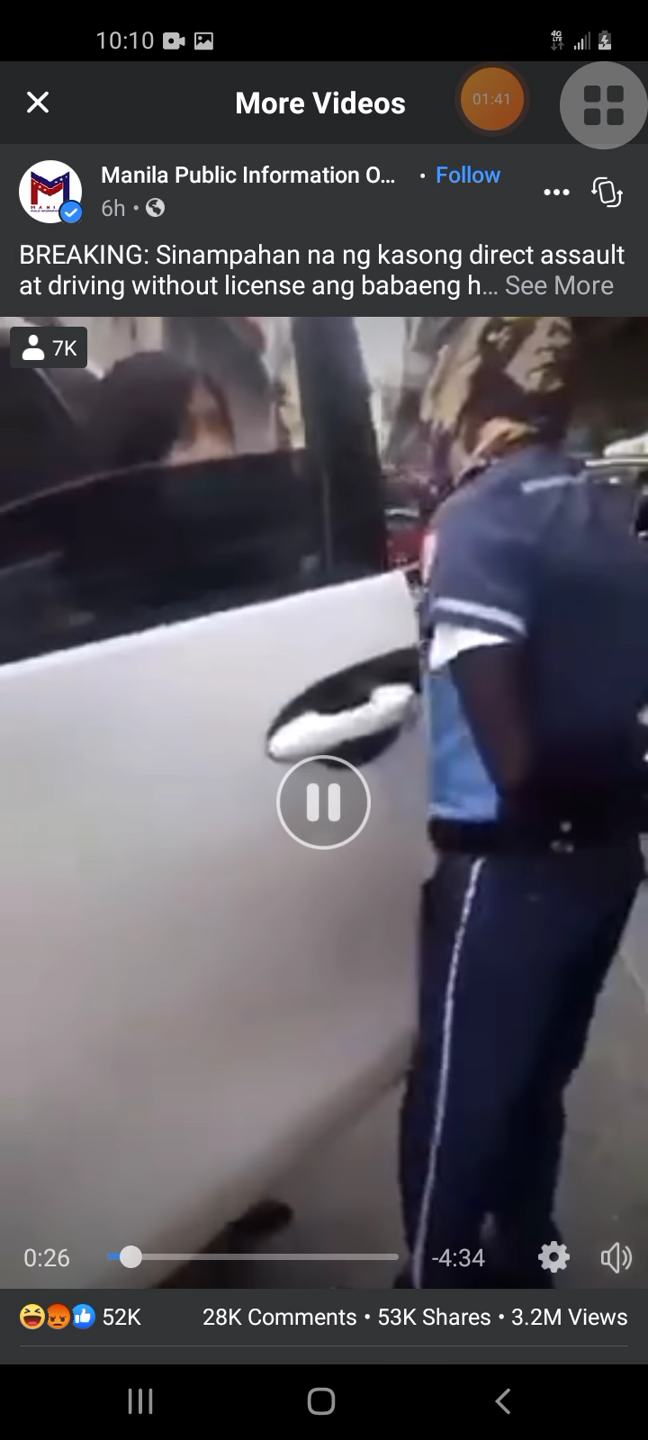 10:10
4G
LTE
More Videos
01:41
Manila Public Information O... • Follow
6h •
BREAKING: Sinampahan na ng kasong direct assault
at driving without license ang babaeng h... See More
7K
0:26
-4:34
52K
28K Comments • 53K Shares • 3.2M Views